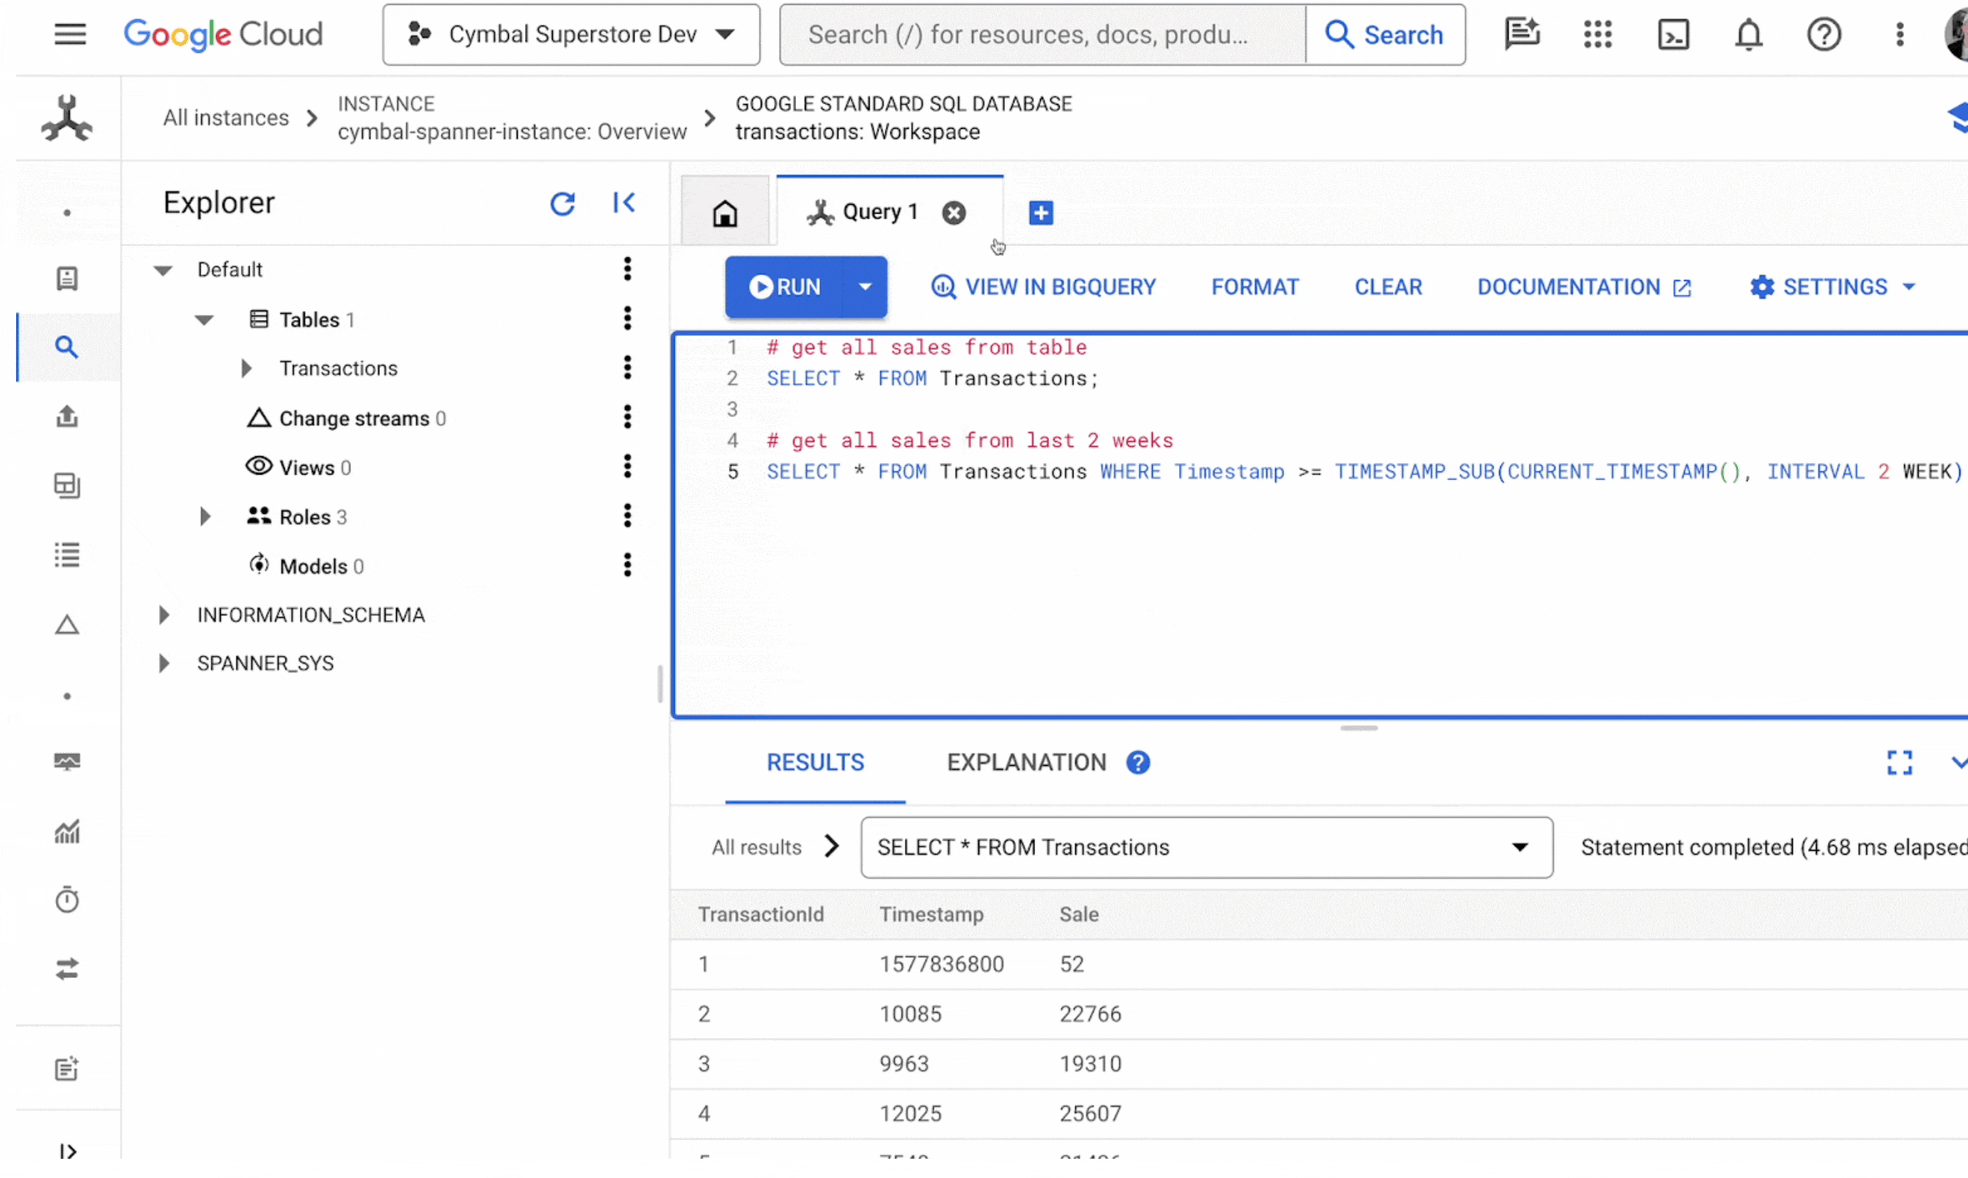 Google Cloud
Cymbal Superstore Dev
Search (/) for resources, docs, produ...
Search
All instances
INSTANCE
cymbal-spanner-instance: Overview
GOOGLE STANDARD SQL DATABASE
transactions: Workspace
Explorer
Query 1
Default
Tables 1
Transactions
Change streams 0
Views 0
Roles 3
Models 0
INFORMATION_SCHEMA
SPANNER_SYS
RUN
VIEW IN BIGQUERY
FORMAT
CLEAR
DOCUMENTATION
SETTINGS
1 # get all sales from table
2 SELECT * FROM Transactions;
3
4 # get all sales from last 2 weeks
5 SELECT * FROM Transactions WHERE Timestamp >= TIMESTAMP_SUB(CURRENT_TIMESTAMP(), INTERVAL 2 WEEK)
RESULTS
EXPLANATION
All results
SELECT * FROM Transactions
Statement completed (4.68 ms elapsed
TransactionId Timestamp Sale
1 1577836800 52
2 10085 22766
3 9963 19310
4 12025 25607